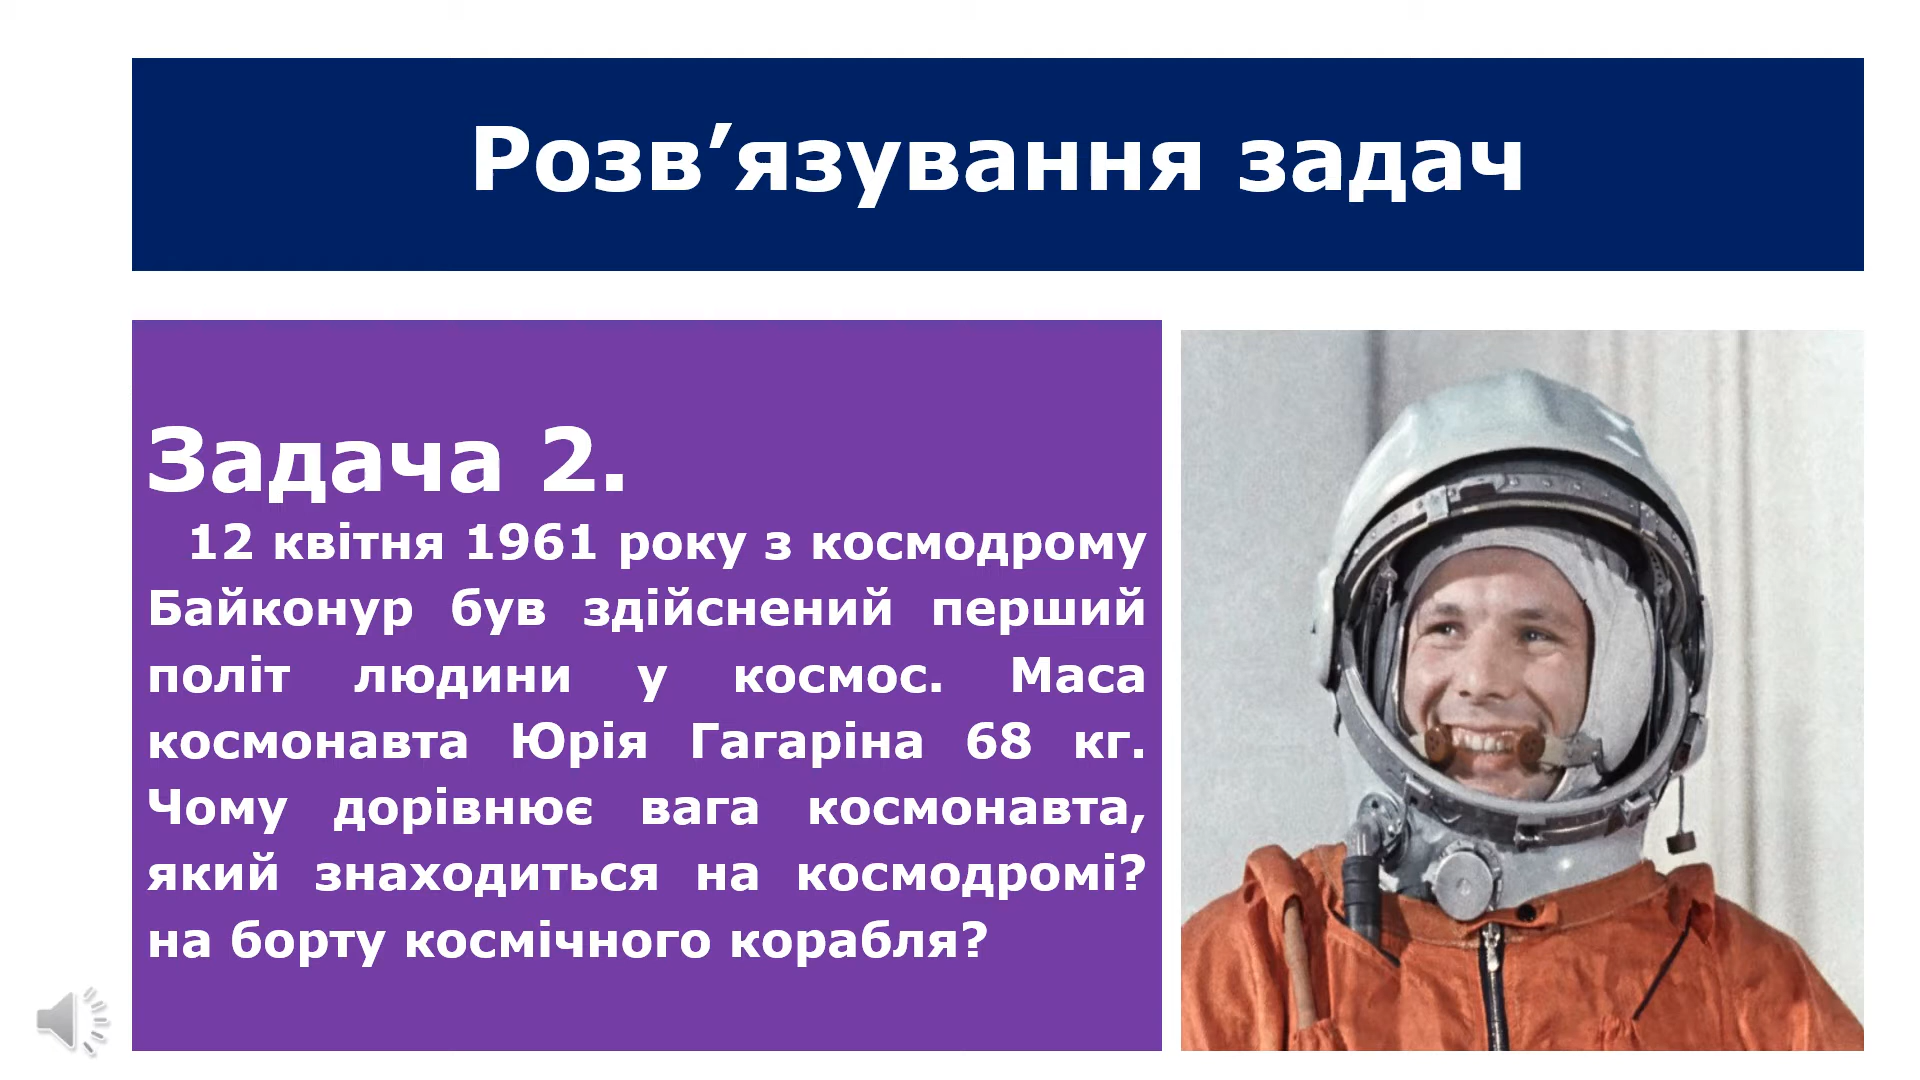 Розв’язування задач
Задача 2.
12 квітня 1961 року з космодрому
Байконур був здійснений перший
політ людини у космос. Маса
космонавта Юрія Гагаріна 68 кг.
Чому дорівнює вага космонавта,
який знаходиться на космодромі?
на борту космічного корабля?